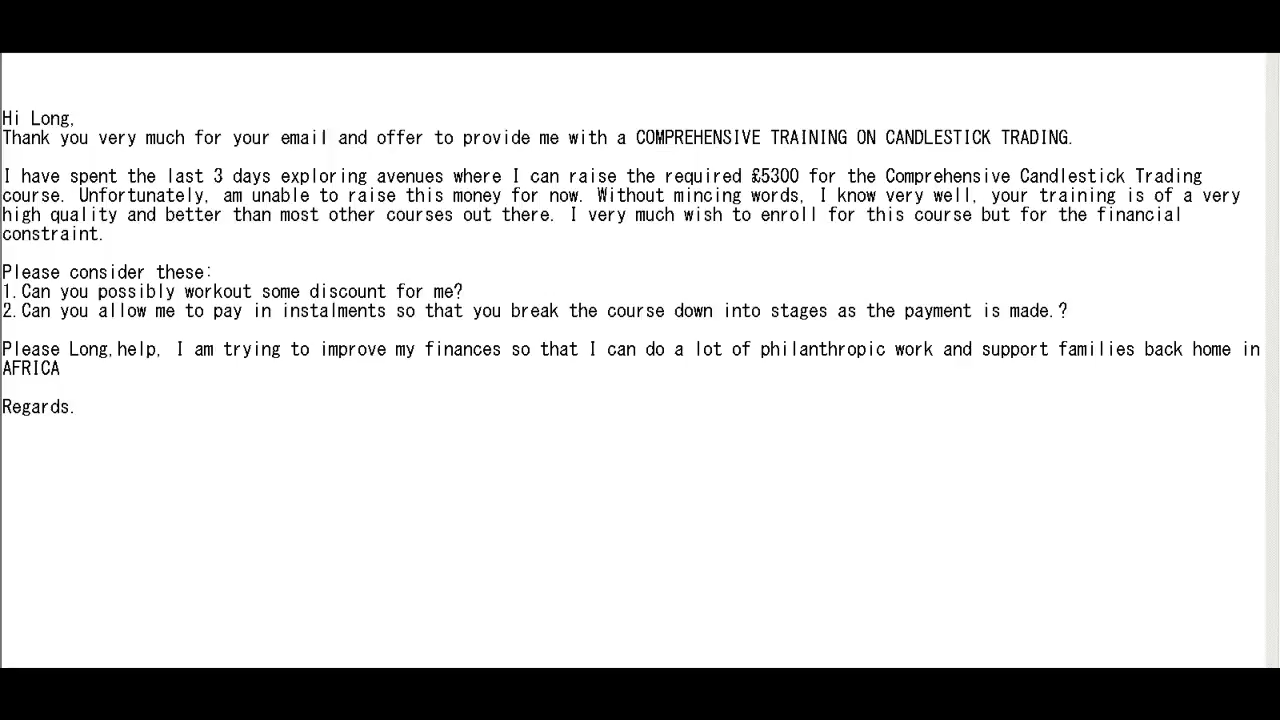 Hi Long,
Thank you very much for your email and offer to provide me with a COMPREHENSIVE TRAINING ON CANDLESTICK TRADING.
I have spent the last 3 days exploring avenues where I can raise the required £5300 for the Comprehensive Candlestick Trading
course. Unfortunately, am unable to raise this money for now. Without mincing words, I know very well, your training is of a very
high quality and better than most other courses out there. I very much wish to enroll for this course but for the financial
constraint.
Please consider these:
1.Can you possibly workout some discount for me?
2.Can you allow me to pay in instalments so that you break the course down into stages as the payment is made.?
Please Long,help, I am trying to improve my finances so that I can do a lot of philanthropic work and support families back home in
AFRICA
Regards.